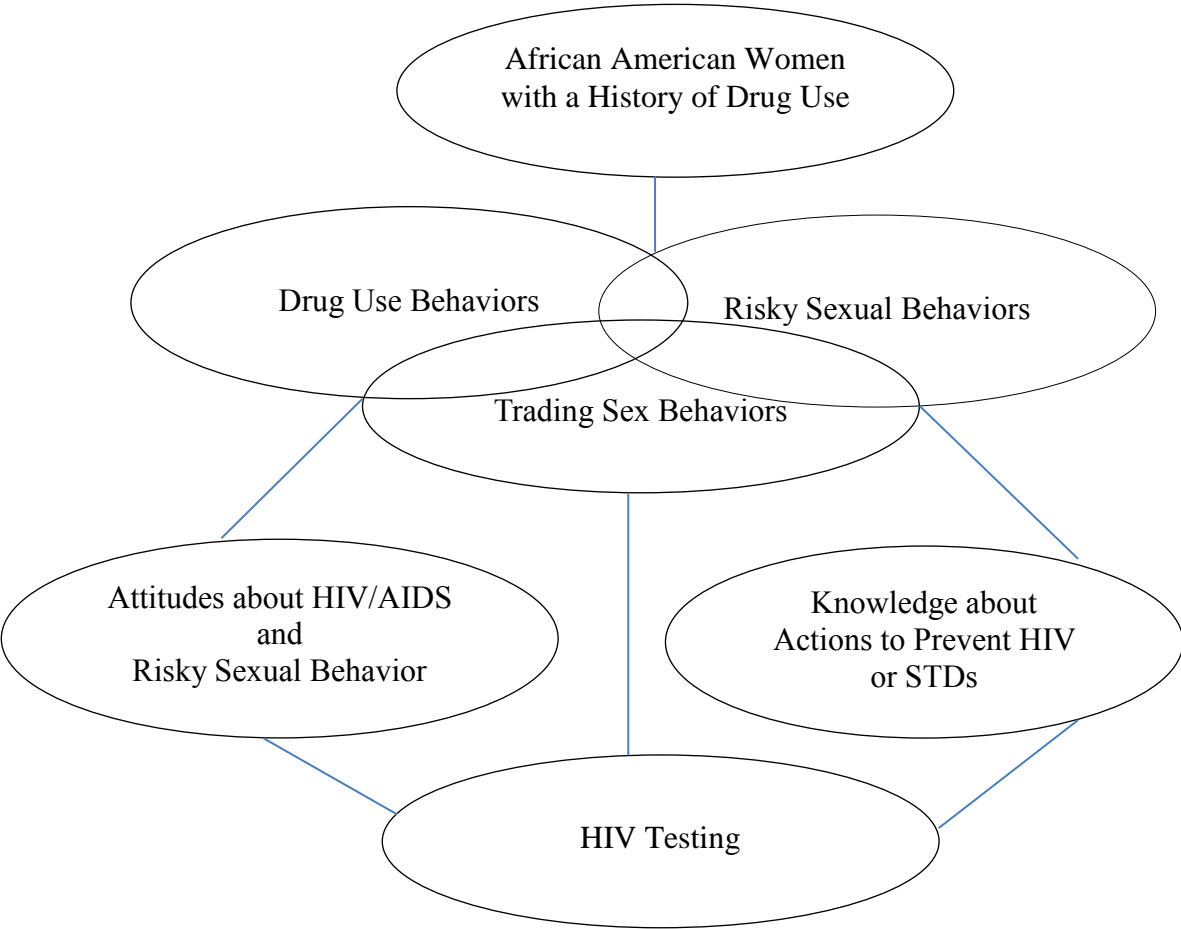 African American Women
with a History of Drug Use
Drug Use Behaviors
Risky Sexual Behaviors
Trading Sex Behaviors
Attitudes about HIV/AIDS
and
Risky Sexual Behavior
Knowledge about
Actions to Prevent HIV
or STDs
HIV Testing